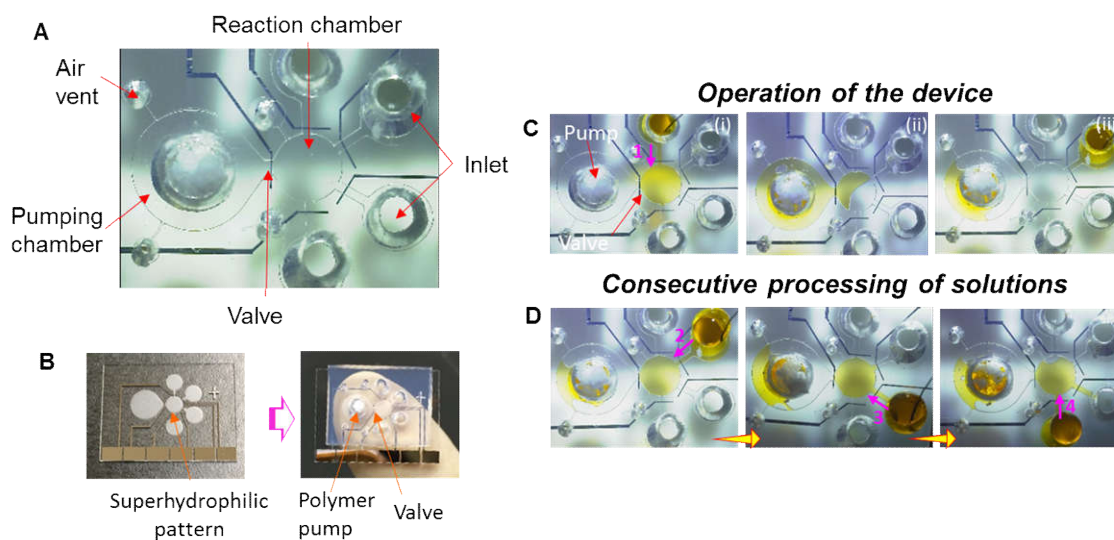 A
Reaction chamber
Air
vent
Inlet
Pumping
chamber
Valve
B
Superhydrophilic
pattern
Polymer
pump
Valve
Operation of the device
C
Pump
1
(i)
Valve
(ii)
(iii
Consecutive processing of solutions
D
2
3
4